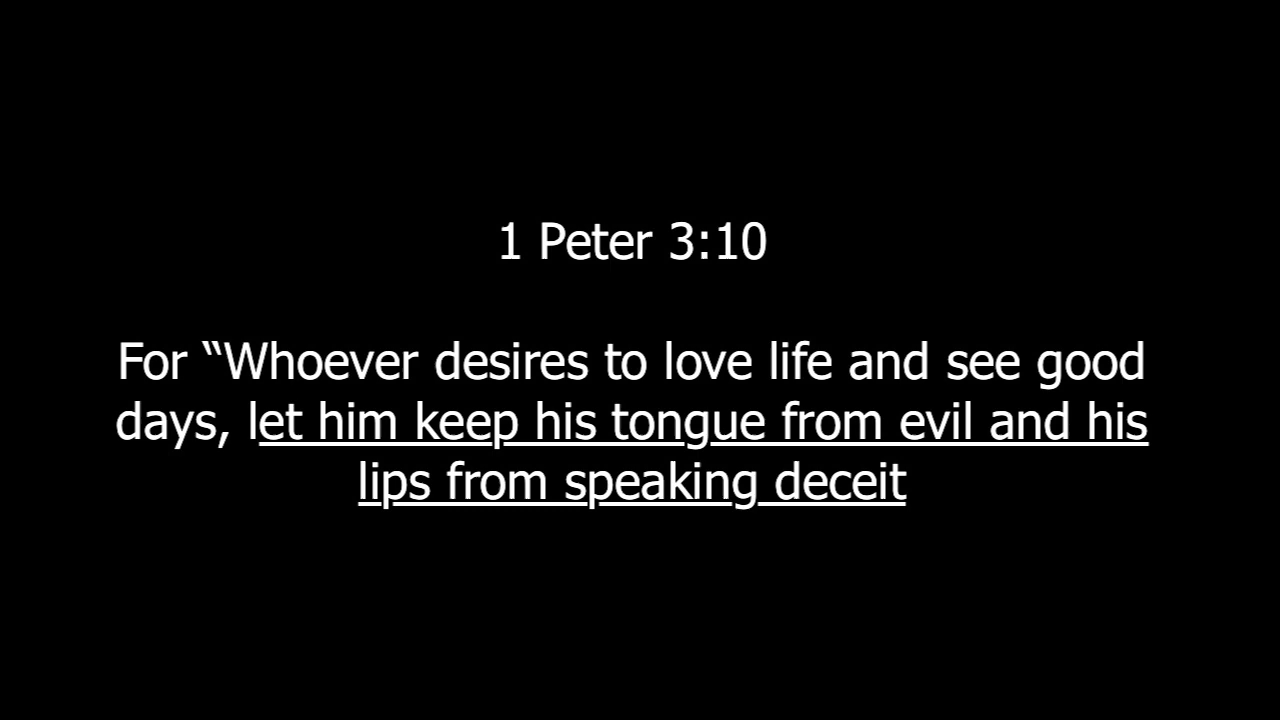 1 Peter 3:10
For “Whoever desires to love life and see good
days, let him keep his tongue from evil and his
lips from speaking deceit